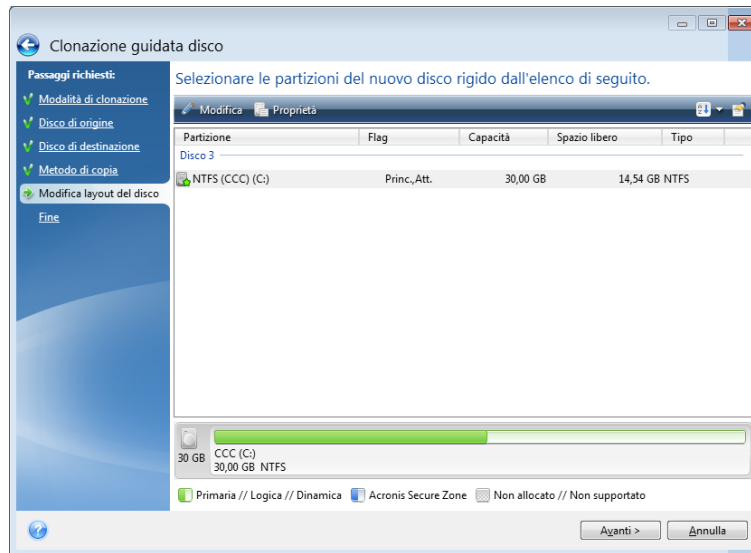 Clonazione guidata disco
Passaggi richiesti:
Modalità di clonazione
Disco di origine
Disco di destinazione
Metodo di copia
Modifica layout del disco
Fine
Selezionare le partizioni del nuovo disco rigido dall'elenco di seguito.
Modifica Proprietà
Partizione Flag Capacità Spazio libero Tipo
Disco 3
NTFS (CCC) (C:) Princ.,Att. 30,00 GB 14,54 GB NTFS
30 GB
CCC (C:)
30,00 GB NTFS
Primaria // Logica // Dinamica Acronis Secure Zone Non allocato // Non supportato
Avanti > Annulla